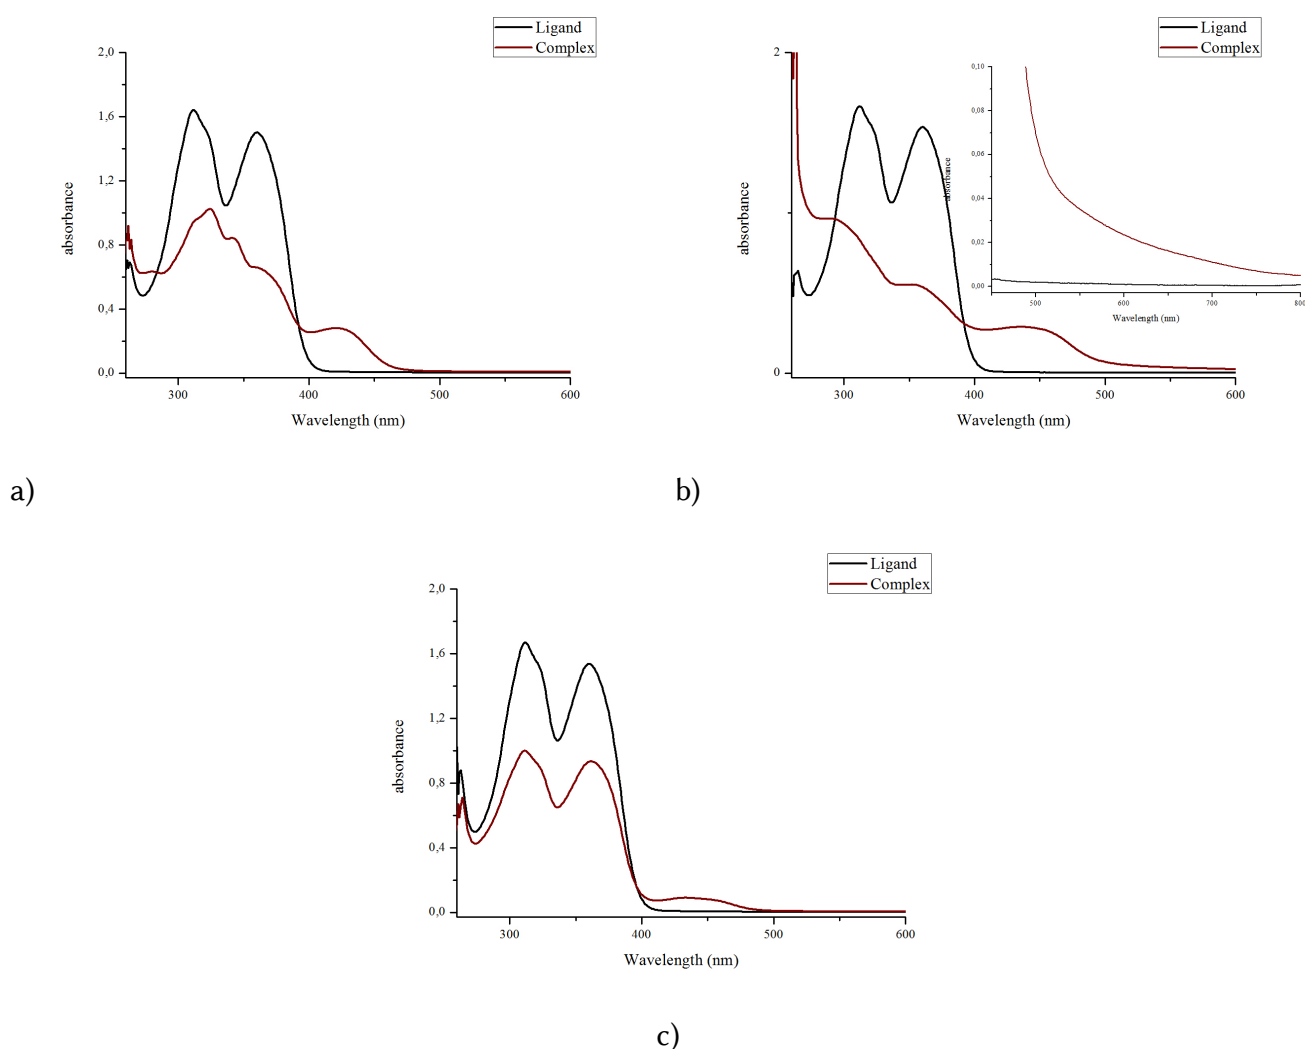 Ligand
Complex
2,0
1,6
1,2
0,8
0,4
0,0
absorbance
300
400
500
600
Wavelength (nm)
a)
Ligand
Complex
2
0
absorbance
300
400
500
600
Wavelength (nm)
0,10
0,08
0,06
0,04
0,02
0,00
absorbance
500
600
700
800
Wavelength (nm)
b)
Ligand
Complex
2,0
1,6
1,2
0,8
0,4
0,0
absorbance
300
400
500
600
Wavelength (nm)
c)